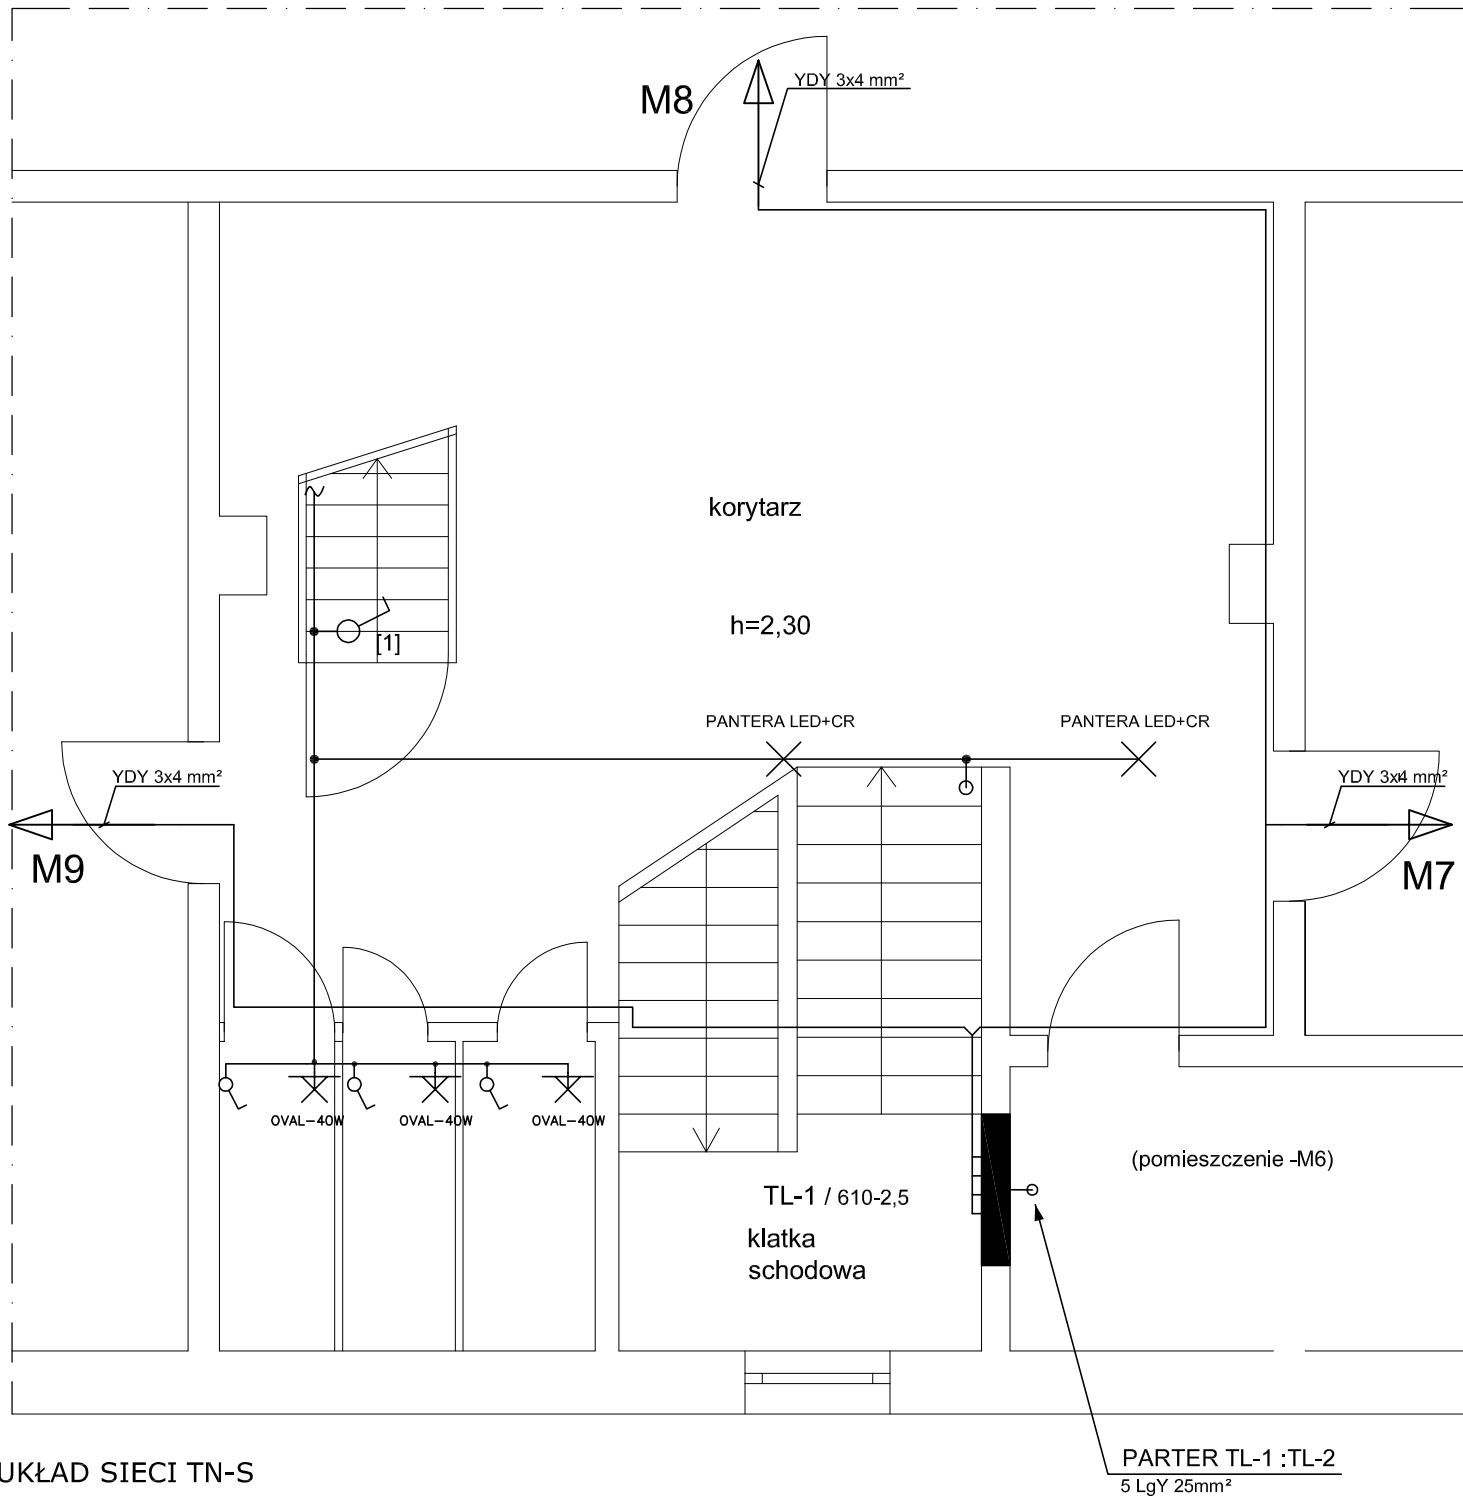 M8
YDY 3x4 mm²
korytarz
[1]
h=2,30
PANTERA LED+CR
PANTERA LED+CR
YDY 3x4 mm²
YDY 3x4 mm²
M9
M7
OVAL-40W
OVAL-40W
OVAL-40W
(pomieszczenie -M6)
TL-1 / 610-2,5
klatka
schodowa
UKŁAD SIECI TN-S
PARTER TL-1 :TL-2
5 LgY 25mm²